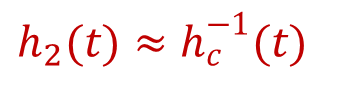 h₂(t) ≈ h_c⁻¹(t)